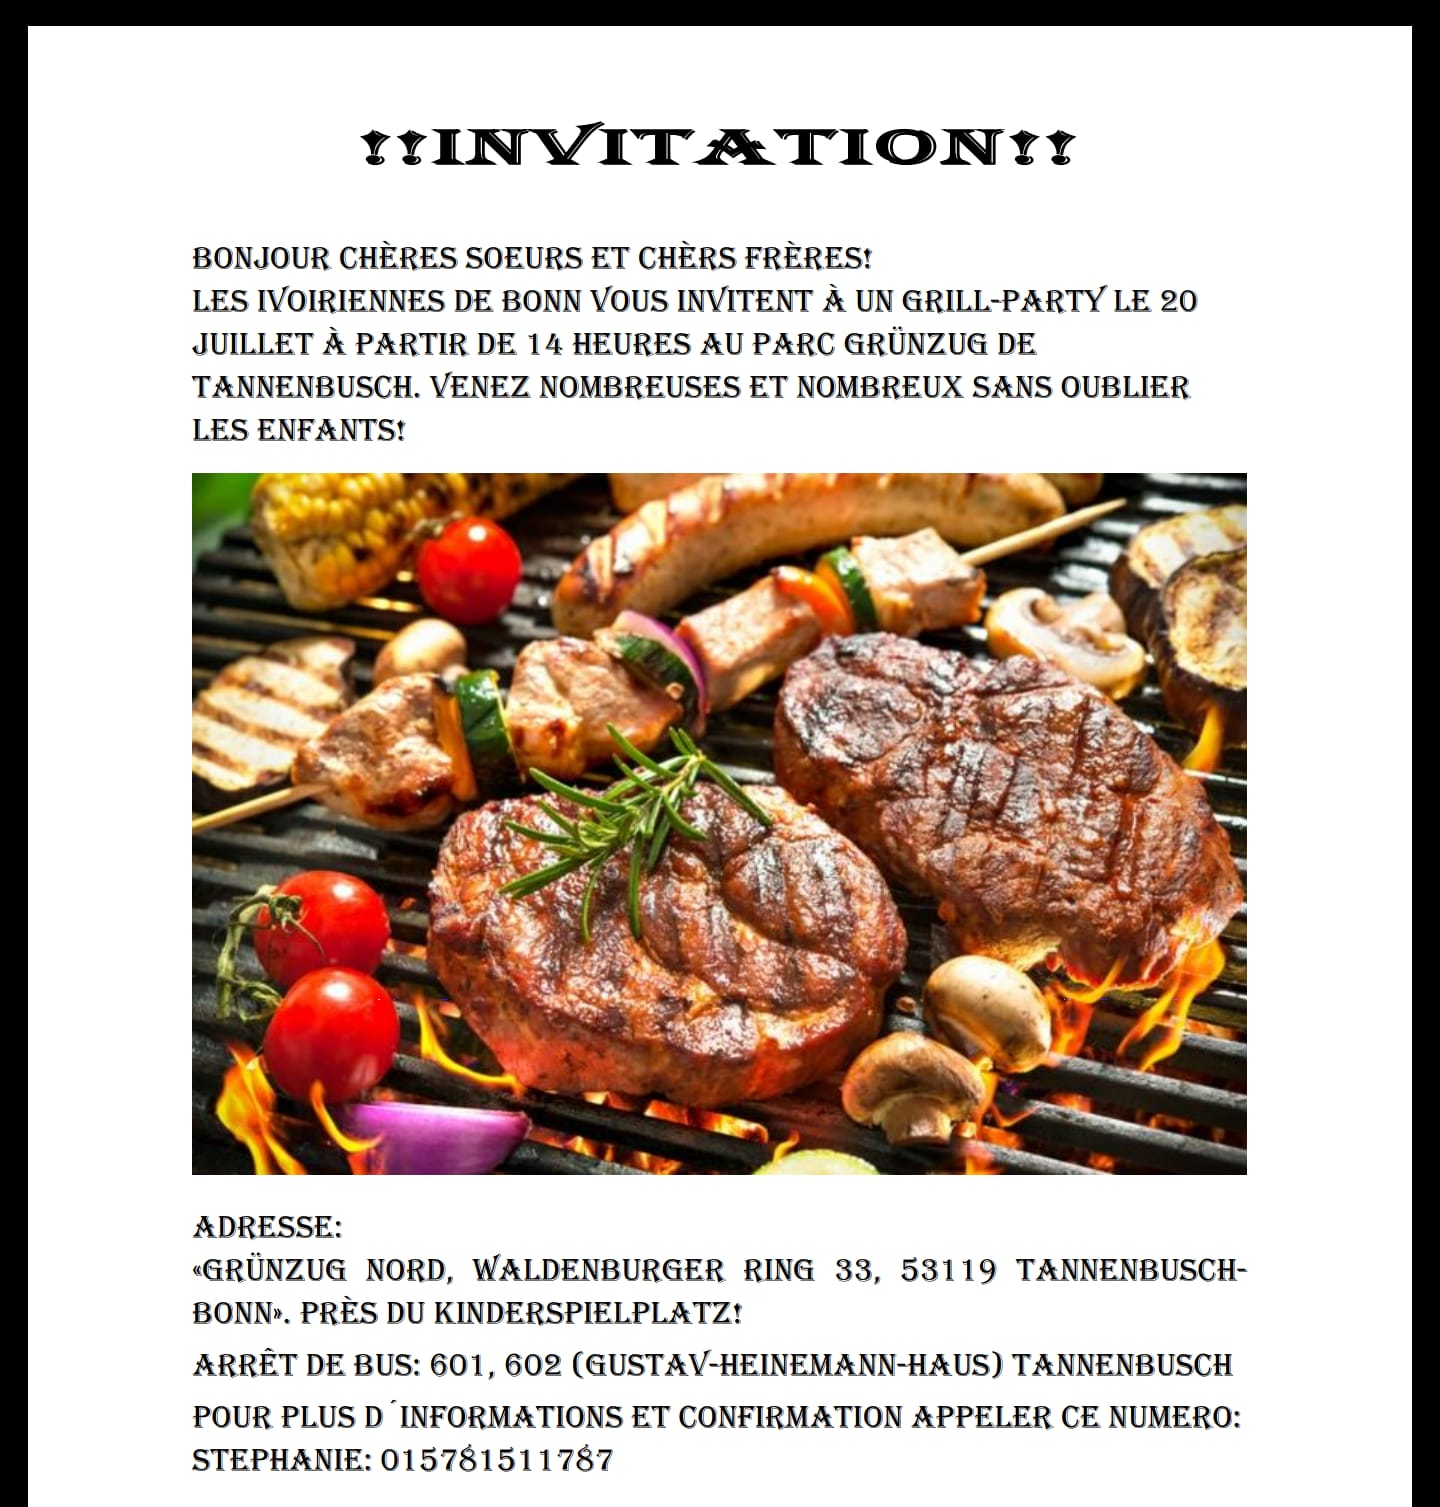 !!INVITATION!!
BONJOUR CHÈRES SOEURS ET CHÈRS FRÈRES!
LES IVOIRIENNES DE BONN VOUS INVITENT À UN GRILL-PARTY LE 20
JUILLET À PARTIR DE 14 HEURES AU PARC GRÜNZUG DE
TANNENBUSCH. VENEZ NOMBREUSES ET NOMBREUX SANS OUBLIER
LES ENFANTS!
ADRESSE:
«GRÜNZUG NORD, WALDENBURGER RING 33, 53119 TANNENBUSCH-
BONN». PRÈS DU KINDERSPIELPLATZ!
ARRÊT DE BUS: 601, 602 (GUSTAV-HEINEMANN-HAUS) TANNENBUSCH
POUR PLUS D´INFORMATIONS ET CONFIRMATION APPELER CE NUMERO:
STEPHANIE: 015781511787